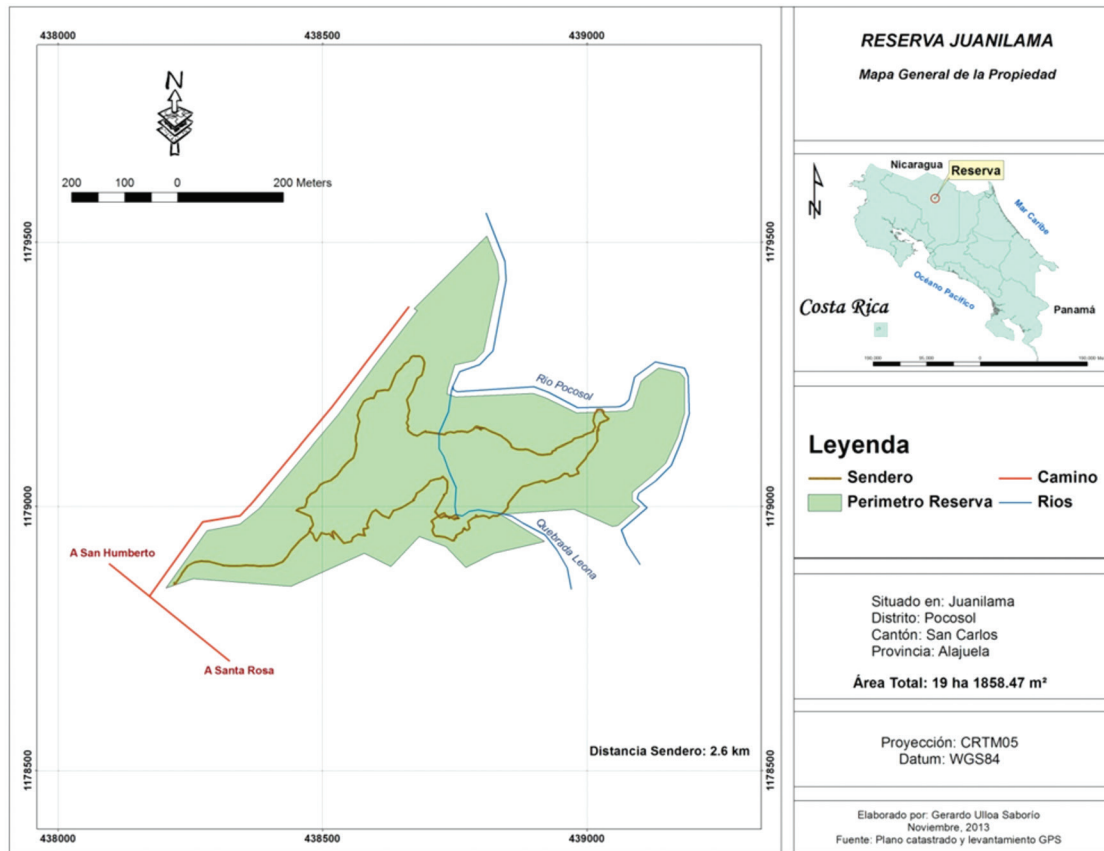 438000
438500
439000
N
200
100
0
200 Meters
1179500
1179500
Rio Pocosol
1179000
1179000
Quebrada Leona
A San Humberto
A Santa Rosa
Distancia Sendero: 2.6 km
1178500
1178500
438000
438500
439000
RESERVA JUANILAMA
Mapa General de la Propiedad
Nicaragua
Reserva
N
Mar Caribe
Océano Pacífico
Costa Rica
Panamá
Leyenda
Sendero
Camino
Perimetro Reserva
Rios
Situado en: Juanilama
Distrito: Pocosol
Cantón: San Carlos
Provincia: Alajuela
Área Total: 19 ha 1858.47 m²
Proyección: CRTM05
Datum: WGS84
Elaborado por: Gerardo Ulloa Saborío
Noviembre, 2013
Fuente: Plano catastrado y levantamiento GPS